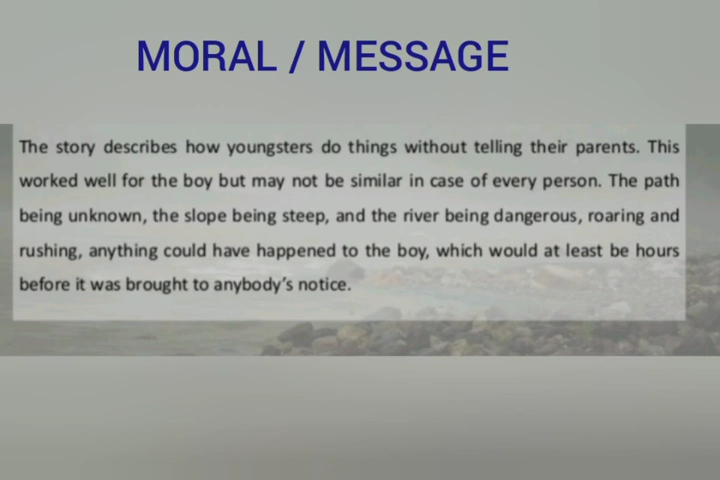 MORAL / MESSAGE
The story describes how youngsters do things without telling their parents. This
worked well for the boy but may not be similar in case of every person. The path
being unknown, the slope being steep, and the river being dangerous, roaring and
rushing, anything could have happened to the boy, which would at least be hours
before it was brought to anybody's notice.